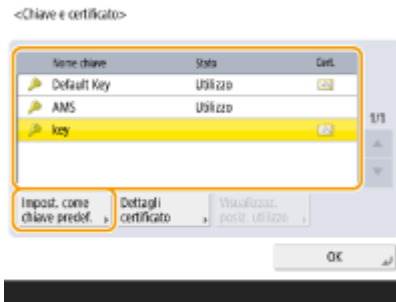 <Chiave e certificato>
Nome chiave Stato Cert.
Default Key Utilizzo
AMS Utilizzo
key
1/1
Impost. come chiave predef.
Dettagli certificato
Visualizzaz. posiz. utilizzo
OK